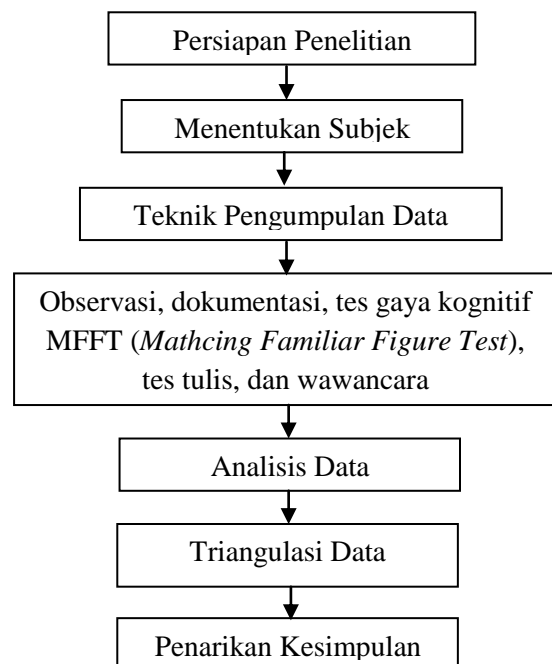 Persiapan Penelitian
Menentukan Subjek
Teknik Pengumpulan Data
Observasi, dokumentasi, tes gaya kognitif
MFFT (Mathcing Familiar Figure Test),
tes tulis, dan wawancara
Analisis Data
Triangulasi Data
Penarikan Kesimpulan